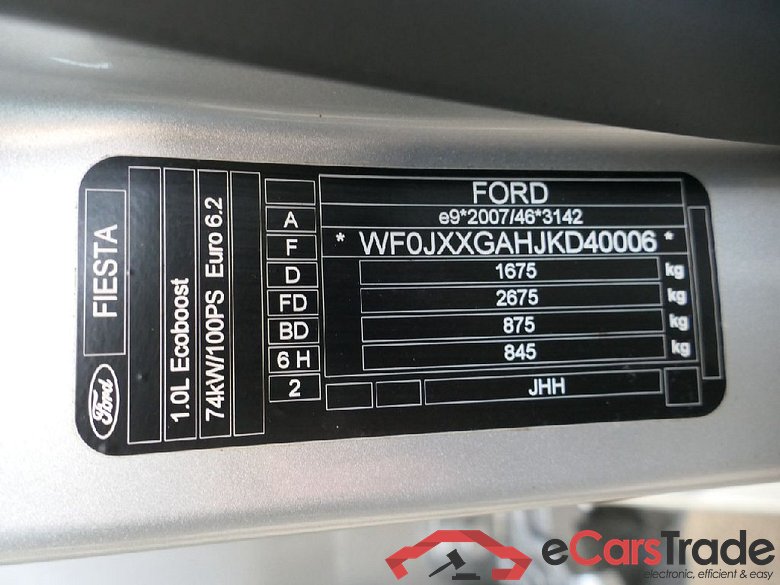 FORD
e9*2007/46*3142
* WF0JXXGAHJKD40006 *
1675 kg
2675 kg
875 kg
845 kg
JHH
A
F
D
FD
BD
6 H
2
FIESTA
1.0L Ecoboost
74kW/100PS Euro 6.2
Ford
eCarsTrade
electronic, efficient & easy